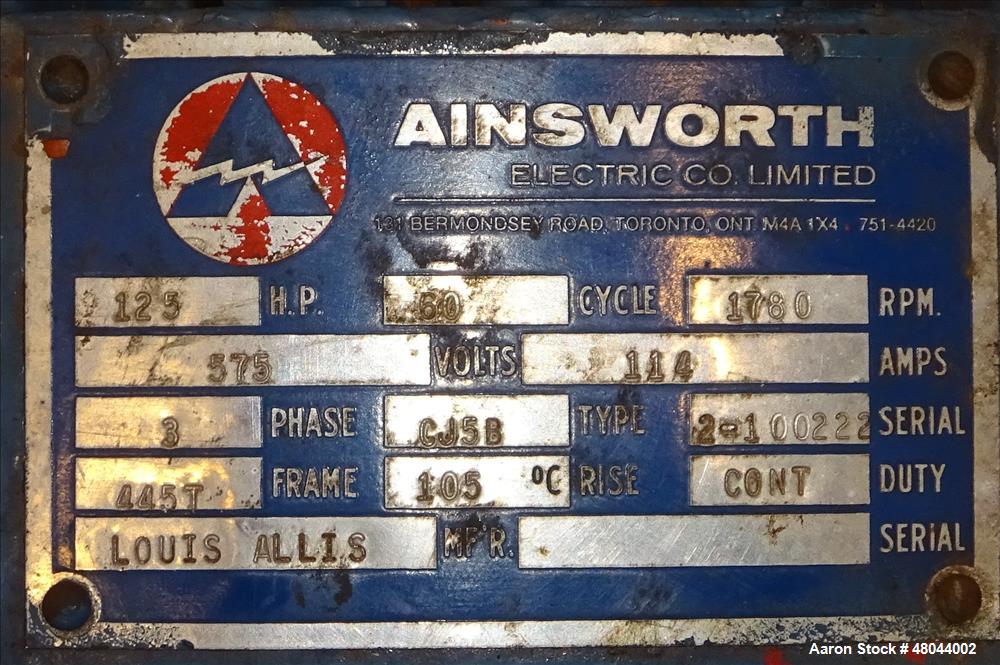 AINSWORTH
ELECTRIC CO. LIMITED
131 BERMONDSEY ROAD, TORONTO, ONT. M4A 1X4 . 751-4420
125 H.P. 60 CYCLE 1780 RPM.
575 VOLTS 114 AMPS
3 PHASE CJ5B TYPE 2-100222 SERIAL
445T FRAME 105 °C RISE CONT DUTY
LOUIS ALLIS MF'R. SERIAL
Aaron Stock # 48044002